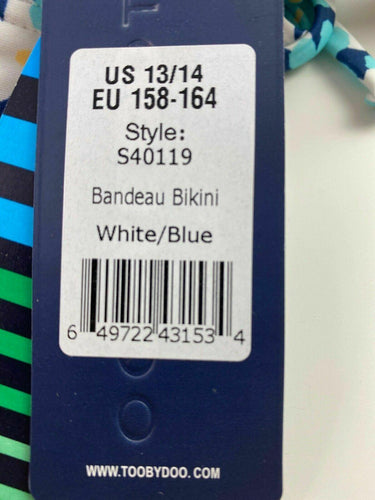 US 13/14
EU 158-164
Style:
S40119
Bandeau Bikini
White/Blue
6 49722 43153 4
WWW.TOOBYDOO.COM